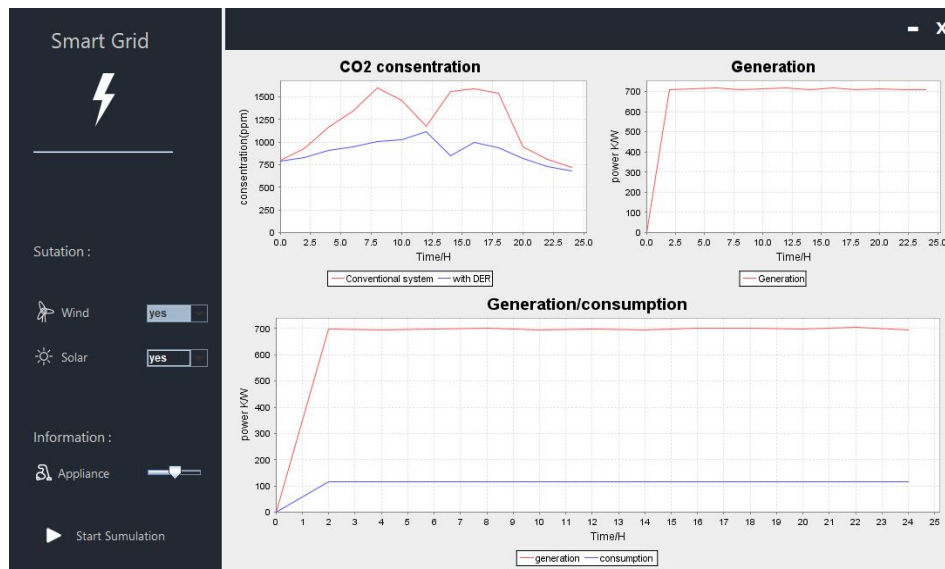 Smart Grid
Sutation :
Wind
yes
Solar
yes
Information :
Appliance
Start Sumulation
X
CO2 consentration
consentration(ppm)
1500
1250
1000
750
500
250
0
0.0 2.5 5.0 7.5 10.0 12.5 15.0 17.5 20.0 22.5 25.0
Time/H
Conventional system with DER
Generation
power K/W
700
600
500
400
300
200
100
0
0.0 2.5 5.0 7.5 10.0 12.5 15.0 17.5 20.0 22.5 25.0
Time/H
Generation
Generation/consumption
power K/W
700
600
500
400
300
200
100
0
0 1 2 3 4 5 6 7 8 9 10 11 12 13 14 15 16 17 18 19 20 21 22 23 24 25
Time/H
generation consumption